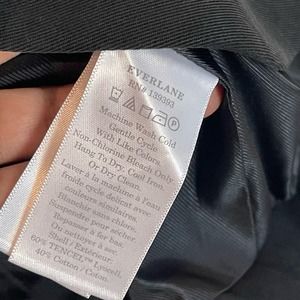 EVERLANE
RN# 139393
Machine Wash Cold
Gentle Cycle
With Like Colors.
Non-Chlorine Bleach Only
Hang To Dry. Cool Iron.
Or Dry Clean.
Laver à la machine à l'eau
froide cycle délicat avec
couleurs similaires.
Blanchir sans chlore.
Suspendre pour sécher.
Repasser à fer
Ou nettoyer à sec.
Shell / Extérieur
60% TENCEL™ Lyocell
40% Cotton / Coton